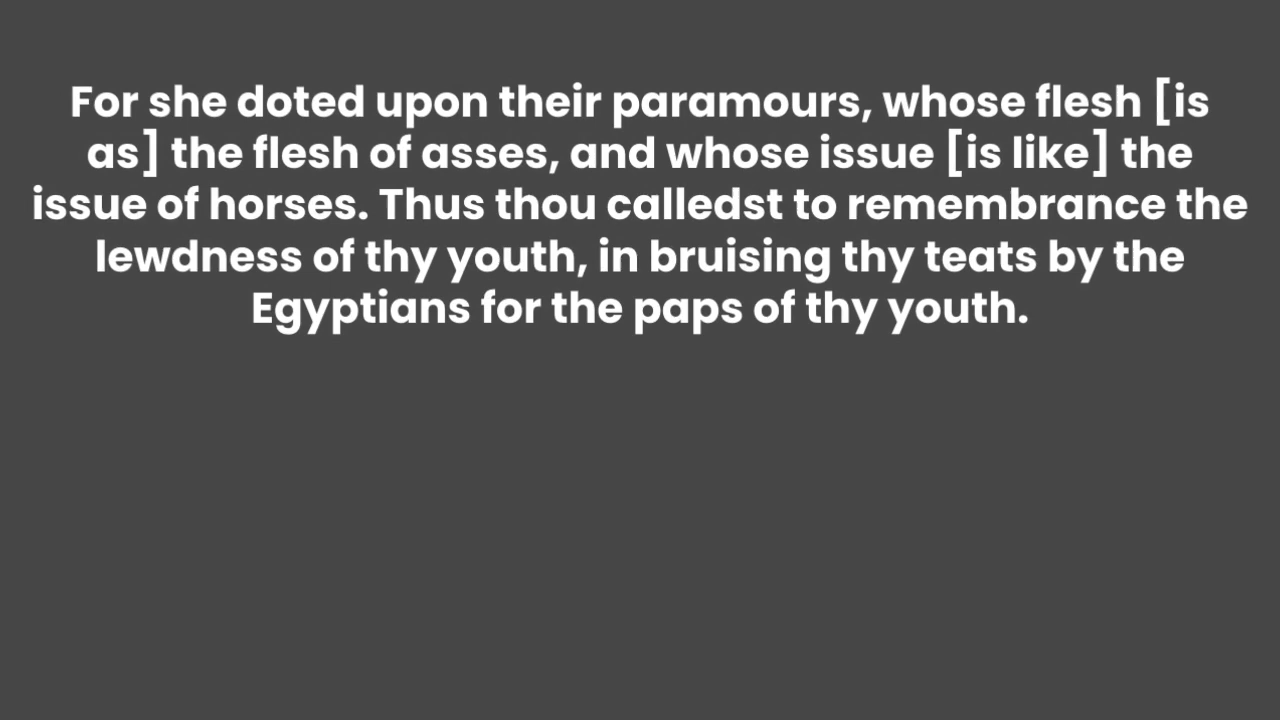 For she doted upon their paramours, whose flesh [is
as] the flesh of asses, and whose issue [is like] the
issue of horses. Thus thou calledst to remembrance the
lewdness of thy youth, in bruising thy teats by the
Egyptians for the paps of thy youth.